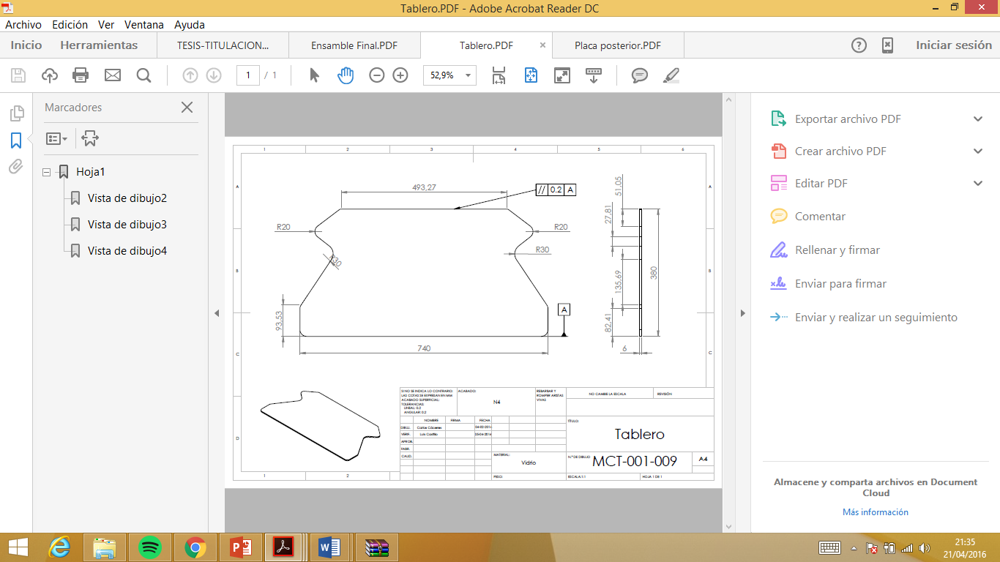 Tablero.PDF - Adobe Acrobat Reader DC
Archivo Edición Ver Ventana Ayuda
Inicio Herramientas TESIS-TITULACION... Ensamble Final.PDF Tablero.PDF Placa posterior.PDF Iniciar sesión
1 / 1 52,9%
Marcadores
Hoja1
Vista de dibujo2
Vista de dibujo3
Vista de dibujo4
1 2 3 4 5 6
A A
B B
C C
D
493,27
// 0.2 A
R20 R20
R30 R30
93,53
740
A
51,05
27,81
135,69
82,41
380
6
SI NO SE INDICA LO CONTRARIO:
LAS COTAS SE EXPRESAN EN MM
ACABADO SUPERFICIAL:
TOLERANCIAS:
LINEAL: 0.2
ANGULAR: 0.2
ACABADO:
N4
REBARBAR Y
ROMPER ARISTAS
VIVAS
NO CAMBIE LA ESCALA
REVISIÓN
NOMBRE FIRMA FECHA
DIBUJ. Carlos Cáceres 04-02-2016
VERIF. Luis Castillo 05-04-2016
APROB.
FABR.
CALID.
TÍTULO:
Tablero
MATERIAL:
Vidrio
N.º DE DIBUJO
MCT-001-009
A4
PESO:
ESCALA:1:1
HOJA 1 DE 1
1 2
Exportar archivo PDF
Crear archivo PDF
Editar PDF
Comentar
Rellenar y firmar
Enviar para firmar
Enviar y realizar un seguimiento
Almacene y comparta archivos en Document
Cloud
Más información
21:35
21/04/2016